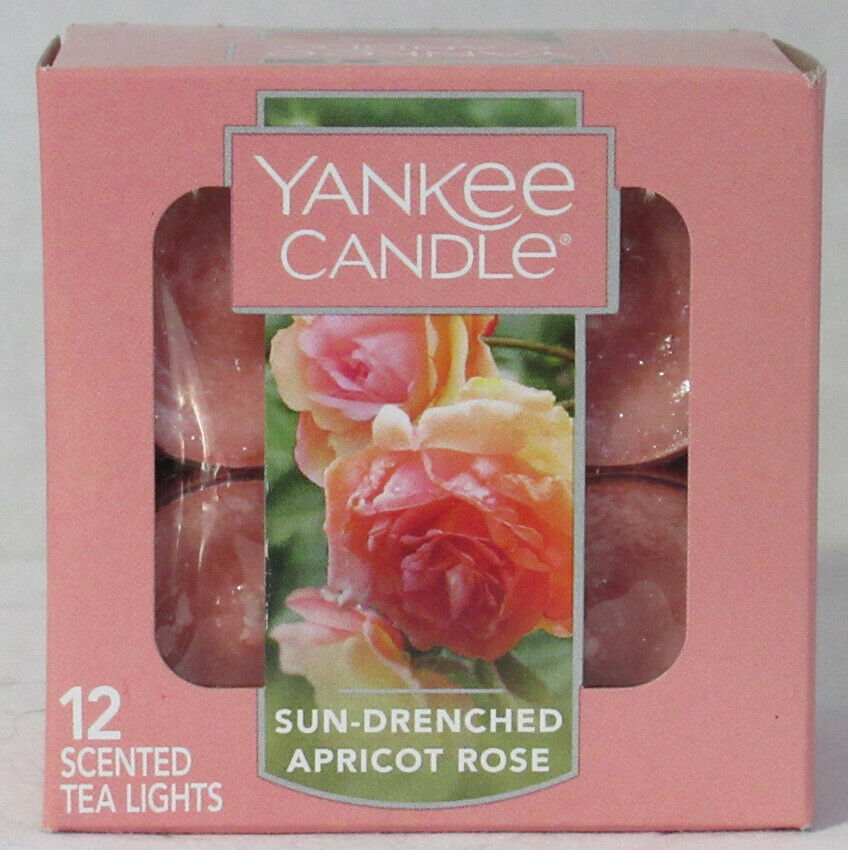 YANKEE
CANDLE®
SUN-DRENCHED
APRICOT ROSE
12
SCENTED
TEA LIGHTS